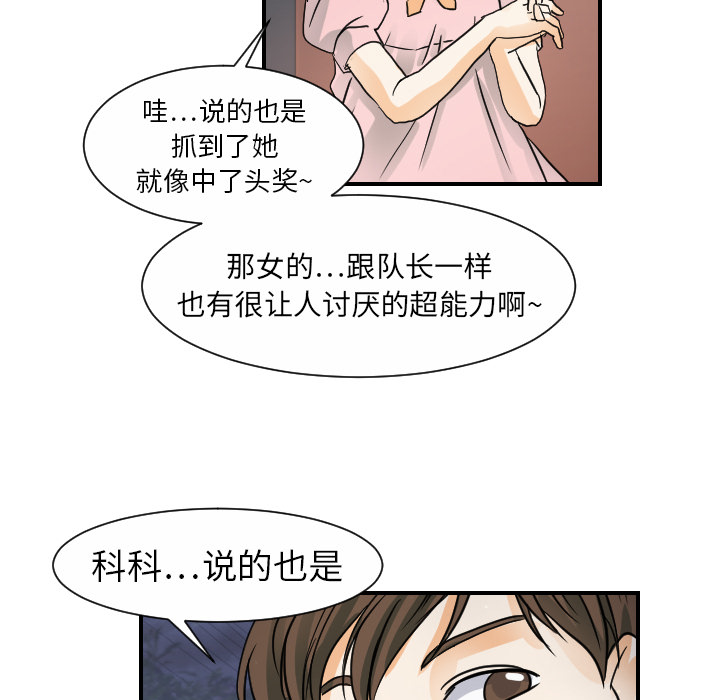 哇...说的也是
抓到了她
就像中了头奖~
那女的...跟队长一样
也有很让人讨厌的超能力啊~
科科...说的也是